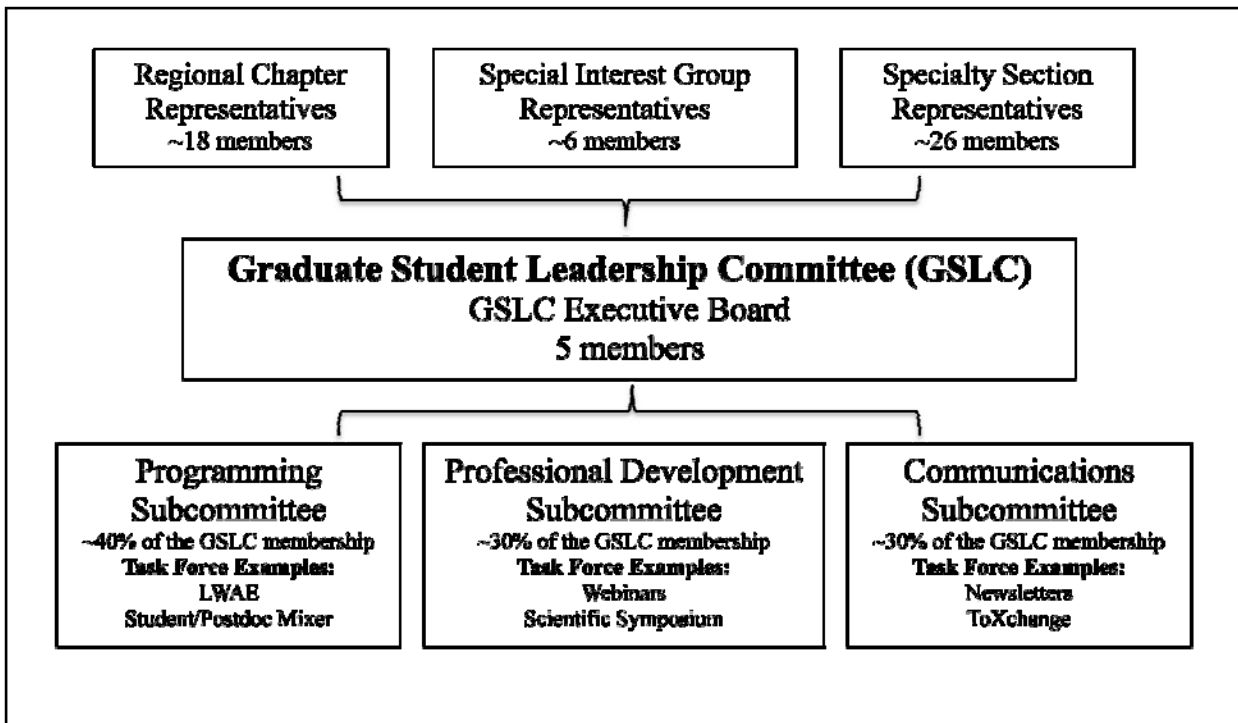 Regional Chapter
Representatives
~18 members
Special Interest Group
Representatives
~6 members
Specialty Section
Representatives
~26 members
Graduate Student Leadership Committee (GSLC)
GSLC Executive Board
5 members
Programming
Subcommittee
~40% of the GSLC membership
Task Force Examples:
LWAE
Student/Postdoc Mixer
Professional Development
Subcommittee
~30% of the GSLC membership
Task Force Examples:
Webinars
Scientific Symposium
Communications
Subcommittee
~30% of the GSLC membership
Task Force Examples:
Newsletters
ToXchange